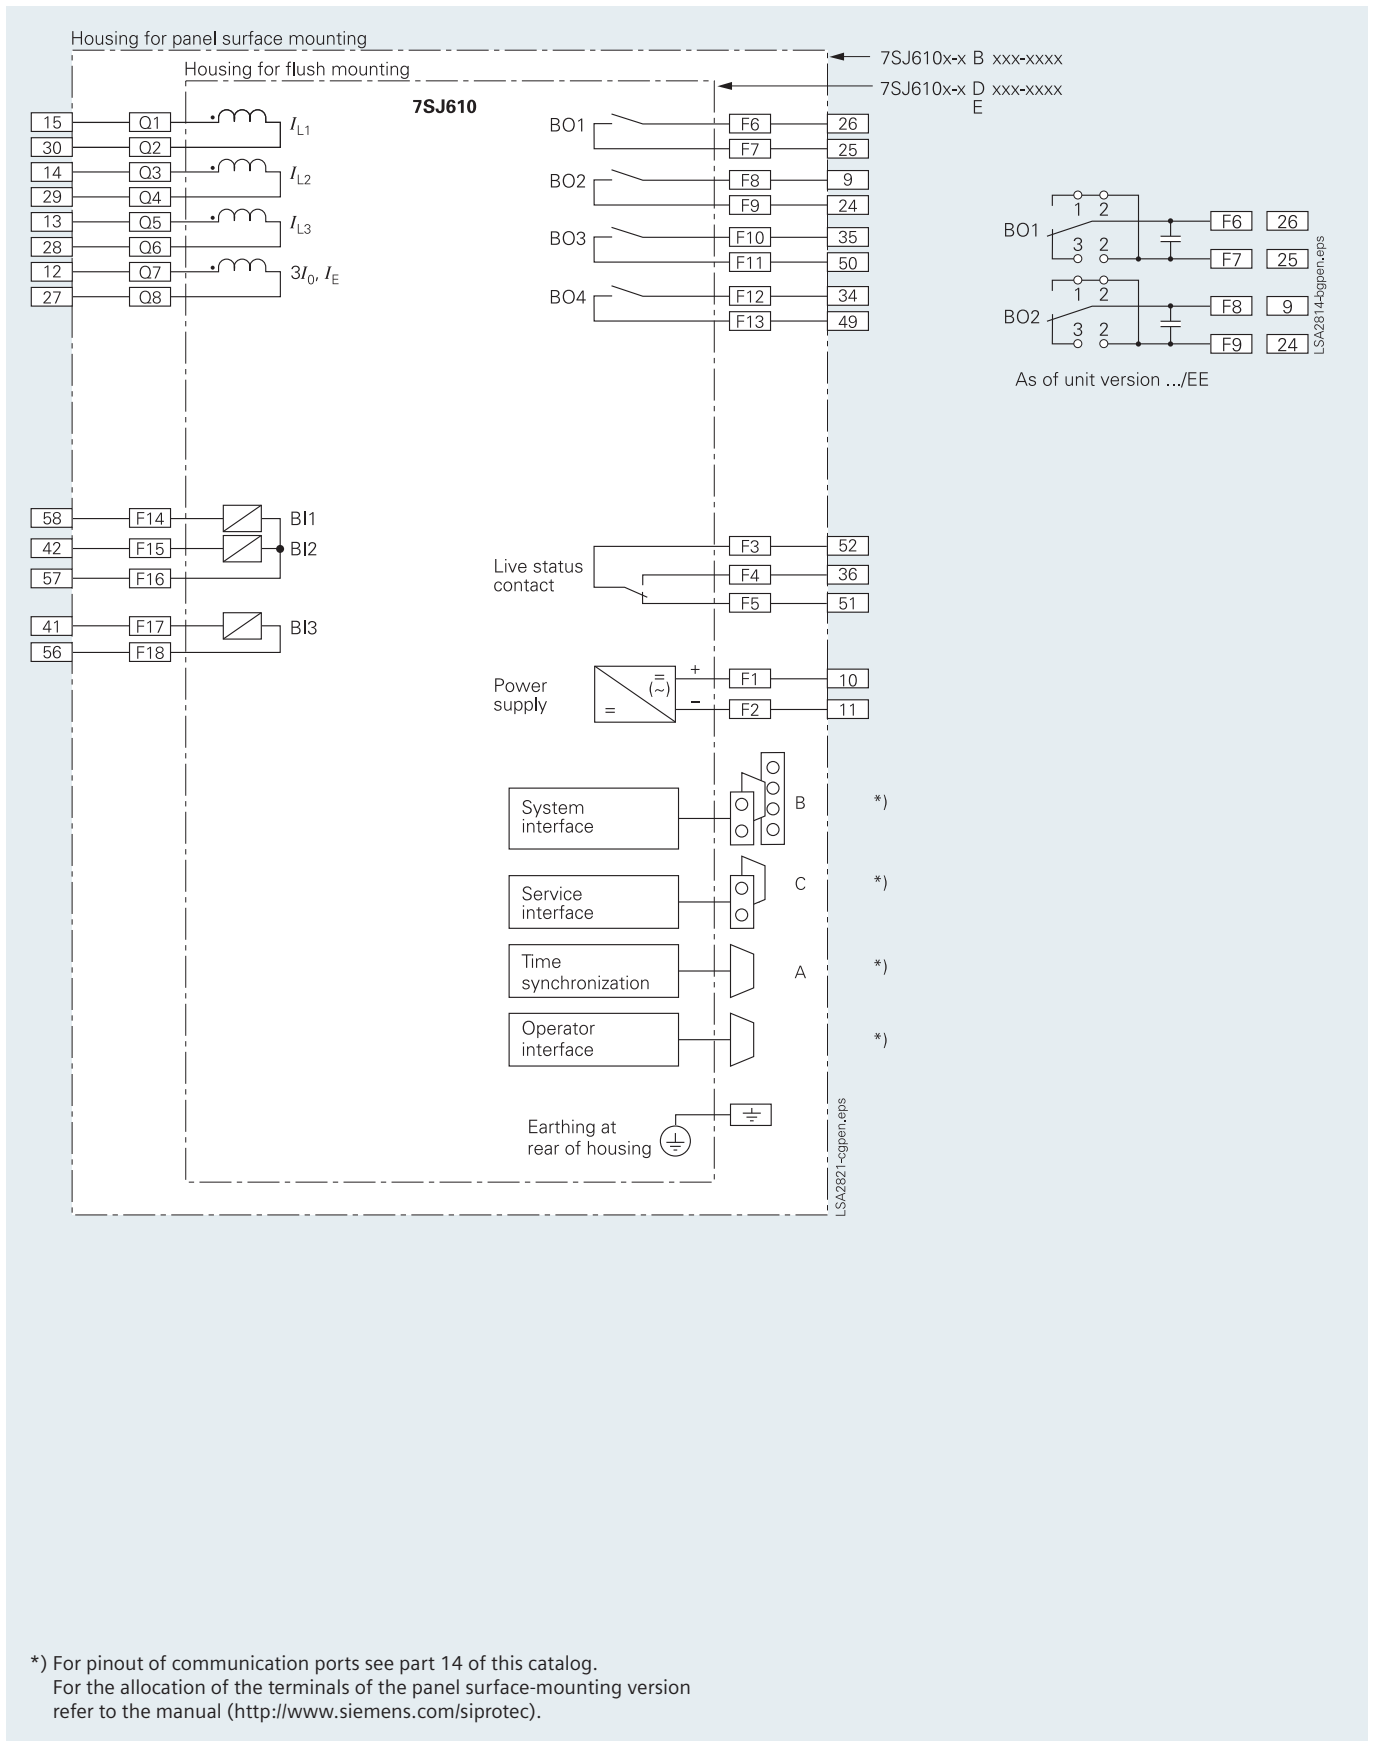 Housing for panel surface mounting
Housing for flush mounting
7SJ610x-x B xxx-xxxx
7SJ610x-x D xxx-xxxx
E
7SJ610
15 Q1 I L1
30 Q2
14 Q3 I L2
29 Q4
13 Q5 I L3
28 Q6
12 Q7 3I0, IE
27 Q8
BO1 F6 26
F7 25
BO2 F8 9
F9 24
BO3 F10 35
F11 50
BO4 F12 34
F13 49
1 2
BO1 F6 26
3 2
F7 25
1 2
BO2 F8 9
3 2
F9 24
LSA2814-bgpen.eps
As of unit version .../EE
58 F14 BI1
42 F15 BI2
57 F16
41 F17 BI3
56 F18
Live status
contact
F3 52
F4 36
F5 51
Power
supply
=
(~)
=
+ F1 10
– F2 11
System
interface
B *)
Service
interface
C *)
Time
synchronization
A *)
Operator
interface
*)
Earthing at
rear of housing
LSA2821-cgpen.eps
*) For pinout of communication ports see part 14 of this catalog.
For the allocation of the terminals of the panel surface-mounting version
refer to the manual (http://www.siemens.com/siprotec).